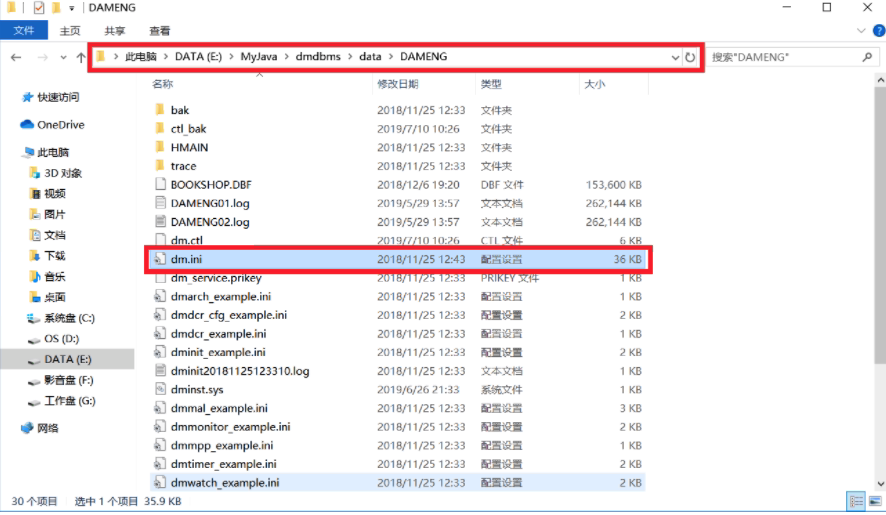 DAMENG
文件 主页 共享 查看
此电脑 DATA (E:) MyJava dmdbms data DAMENG 搜索"DAMENG"
名称 修改日期 类型 大小
快速访问
OneDrive
此电脑
3D 对象
视频
图片
文档
下载
音乐
桌面
系统盘 (C:)
OS (D:)
DATA (E:)
影音盘 (F:)
工作盘 (G:)
网络
bak 2018/11/25 12:33 文件夹
ctl_bak 2019/7/10 10:26 文件夹
HMAIN 2018/11/25 12:33 文件夹
trace 2018/11/25 12:33 文件夹
BOOKSHOP.DBF 2018/12/6 19:20 DBF 文件 153,600 KB
DAMENG01.log 2019/5/29 13:57 文本文档 262,144 KB
DAMENG02.log 2019/5/29 13:57 文本文档 262,144 KB
dm.ctl 2019/7/10 10:26 CTL 文件 6 KB
dm.ini 2018/11/25 12:43 配置设置 36 KB
dm_service.prikey 2018/11/25 12:33 PRIKEY 文件 1 KB
dmarch_example.ini 2018/11/25 12:33 配置设置 1 KB
dmdcr_cfg_example.ini 2018/11/25 12:33 配置设置 2 KB
dmdcr_example.ini 2018/11/25 12:33 配置设置 1 KB
dminit_example.ini 2018/11/25 12:33 配置设置 2 KB
dminit20181125123310.log 2018/11/25 12:33 文本文档 1 KB
dminst.sys 2019/6/26 21:33 系统文件 1 KB
dmmal_example.ini 2018/11/25 12:33 配置设置 3 KB
dmmonitor_example.ini 2018/11/25 12:33 配置设置 2 KB
dmmpp_example.ini 2018/11/25 12:33 配置设置 1 KB
dmtimer_example.ini 2018/11/25 12:33 配置设置 2 KB
dmwatch_example.ini 2018/11/25 12:33 配置设置 2 KB
30 个项目 选中 1 个项目 35.9 KB